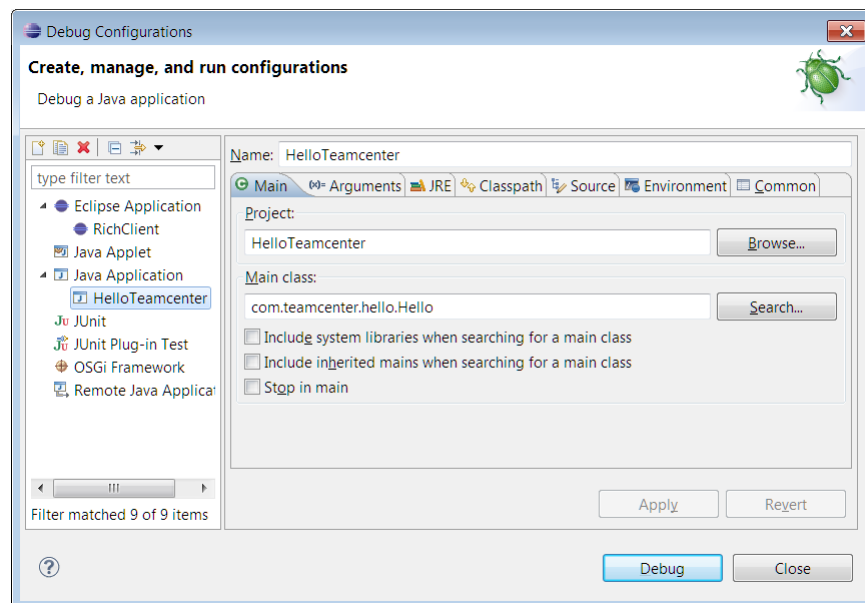 Debug Configurations
Create, manage, and run configurations
Debug a Java application
type filter text
Eclipse Application
RichClient
Java Applet
Java Application
HelloTeamcenter
JUnit
JUnit Plug-in Test
OSGi Framework
Remote Java Applicat
Filter matched 9 of 9 items
Name: HelloTeamcenter
Main Arguments JRE Classpath Source Environment Common
Project:
HelloTeamcenter Browse...
Main class:
com.teamcenter.hello.Hello Search...
Include system libraries when searching for a main class
Include inherited mains when searching for a main class
Stop in main
Apply Revert
Debug Close